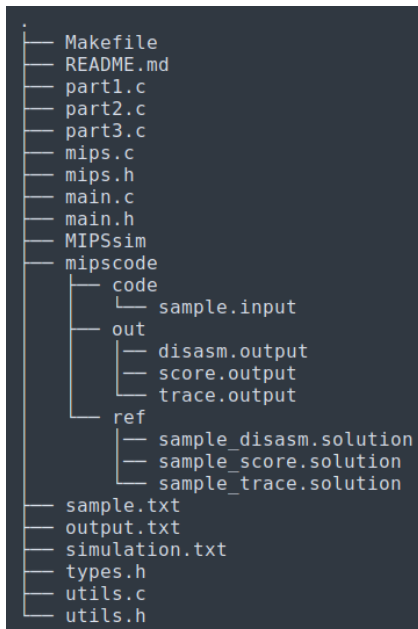 .
├── Makefile
├── README.md
├── part1.c
├── part2.c
├── part3.c
├── mips.c
├── mips.h
├── main.c
├── main.h
├── MIPSsim
├── mipscode
│   ├── code
│   │   └── sample.input
│   ├── out
│   │   ├── disasm.output
│   │   ├── score.output
│   │   └── trace.output
│   └── ref
│       ├── sample_disasm.solution
│       ├── sample_score.solution
│       └── sample_trace.solution
├── sample.txt
├── output.txt
├── simulation.txt
├── types.h
├── utils.c
└── utils.h